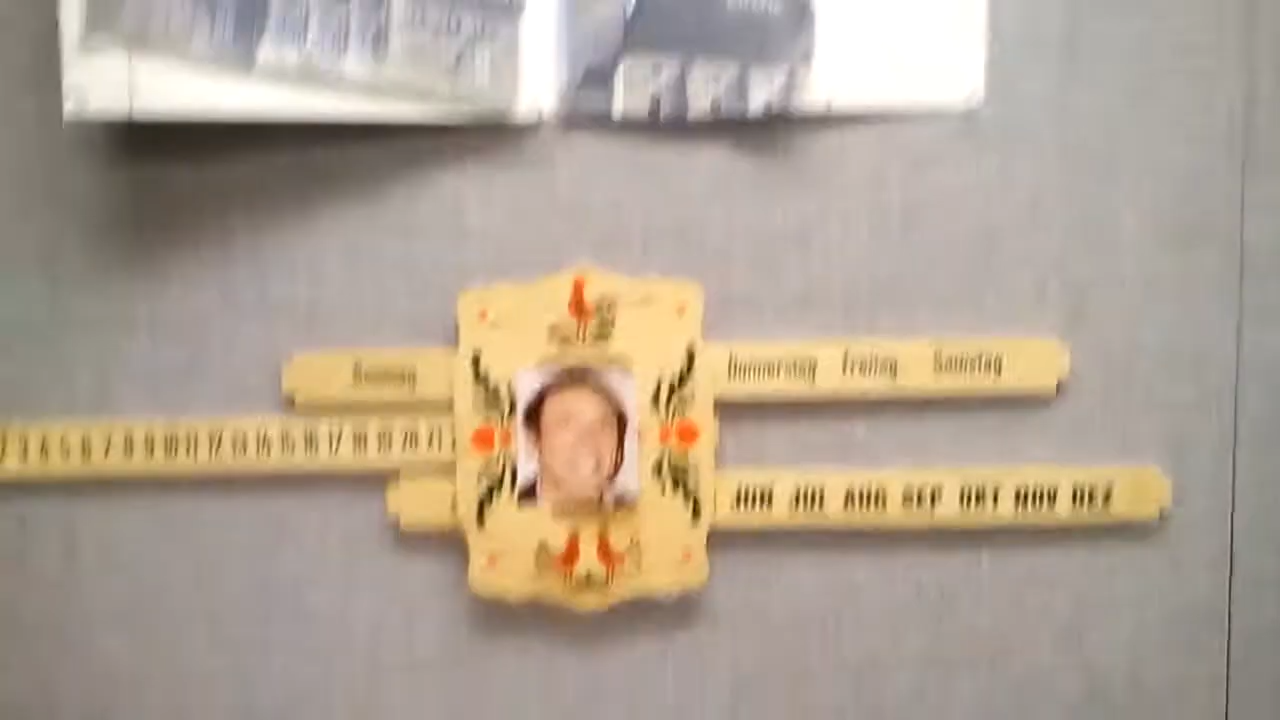 Sonntag Donnerstag Freitag Samstag
2 3 4 5 6 7 8 9 10 11 12 13 14 15 16 17 18 19 20 21
JUN JUL AUG SEP OKT NOV DEZ